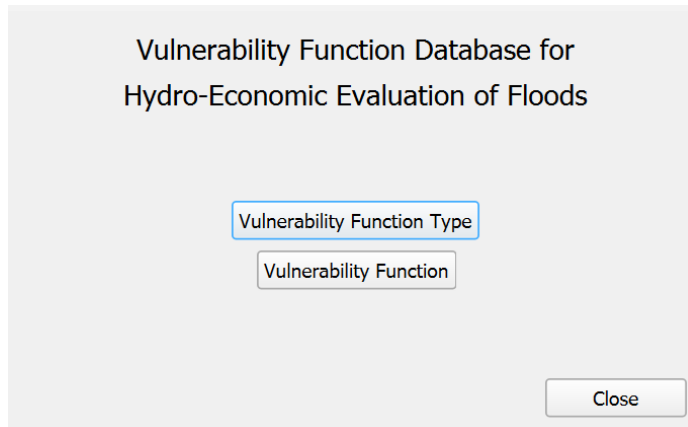 Vulnerability Function Database for
Hydro-Economic Evaluation of Floods
Vulnerability Function Type
Vulnerability Function
Close